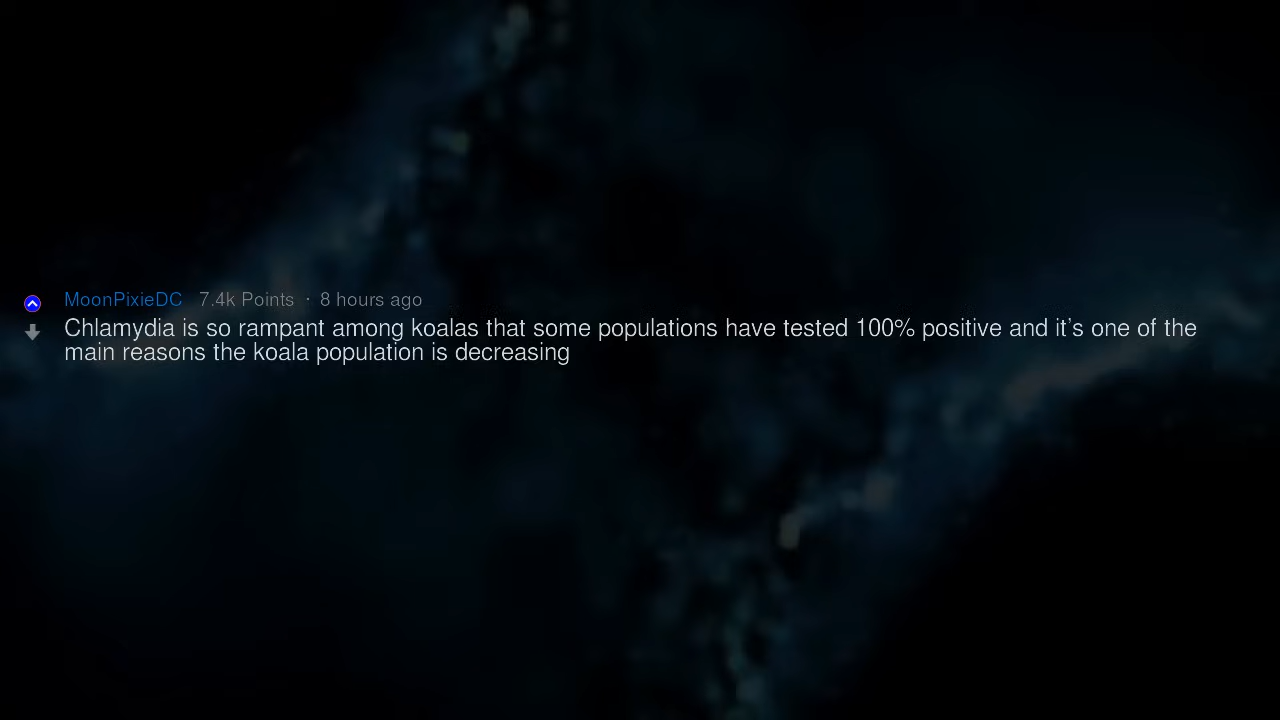 MoonPixieDC 7.4k Points · 8 hours ago
Chlamydia is so rampant among koalas that some populations have tested 100% positive and it's one of the
main reasons the koala population is decreasing